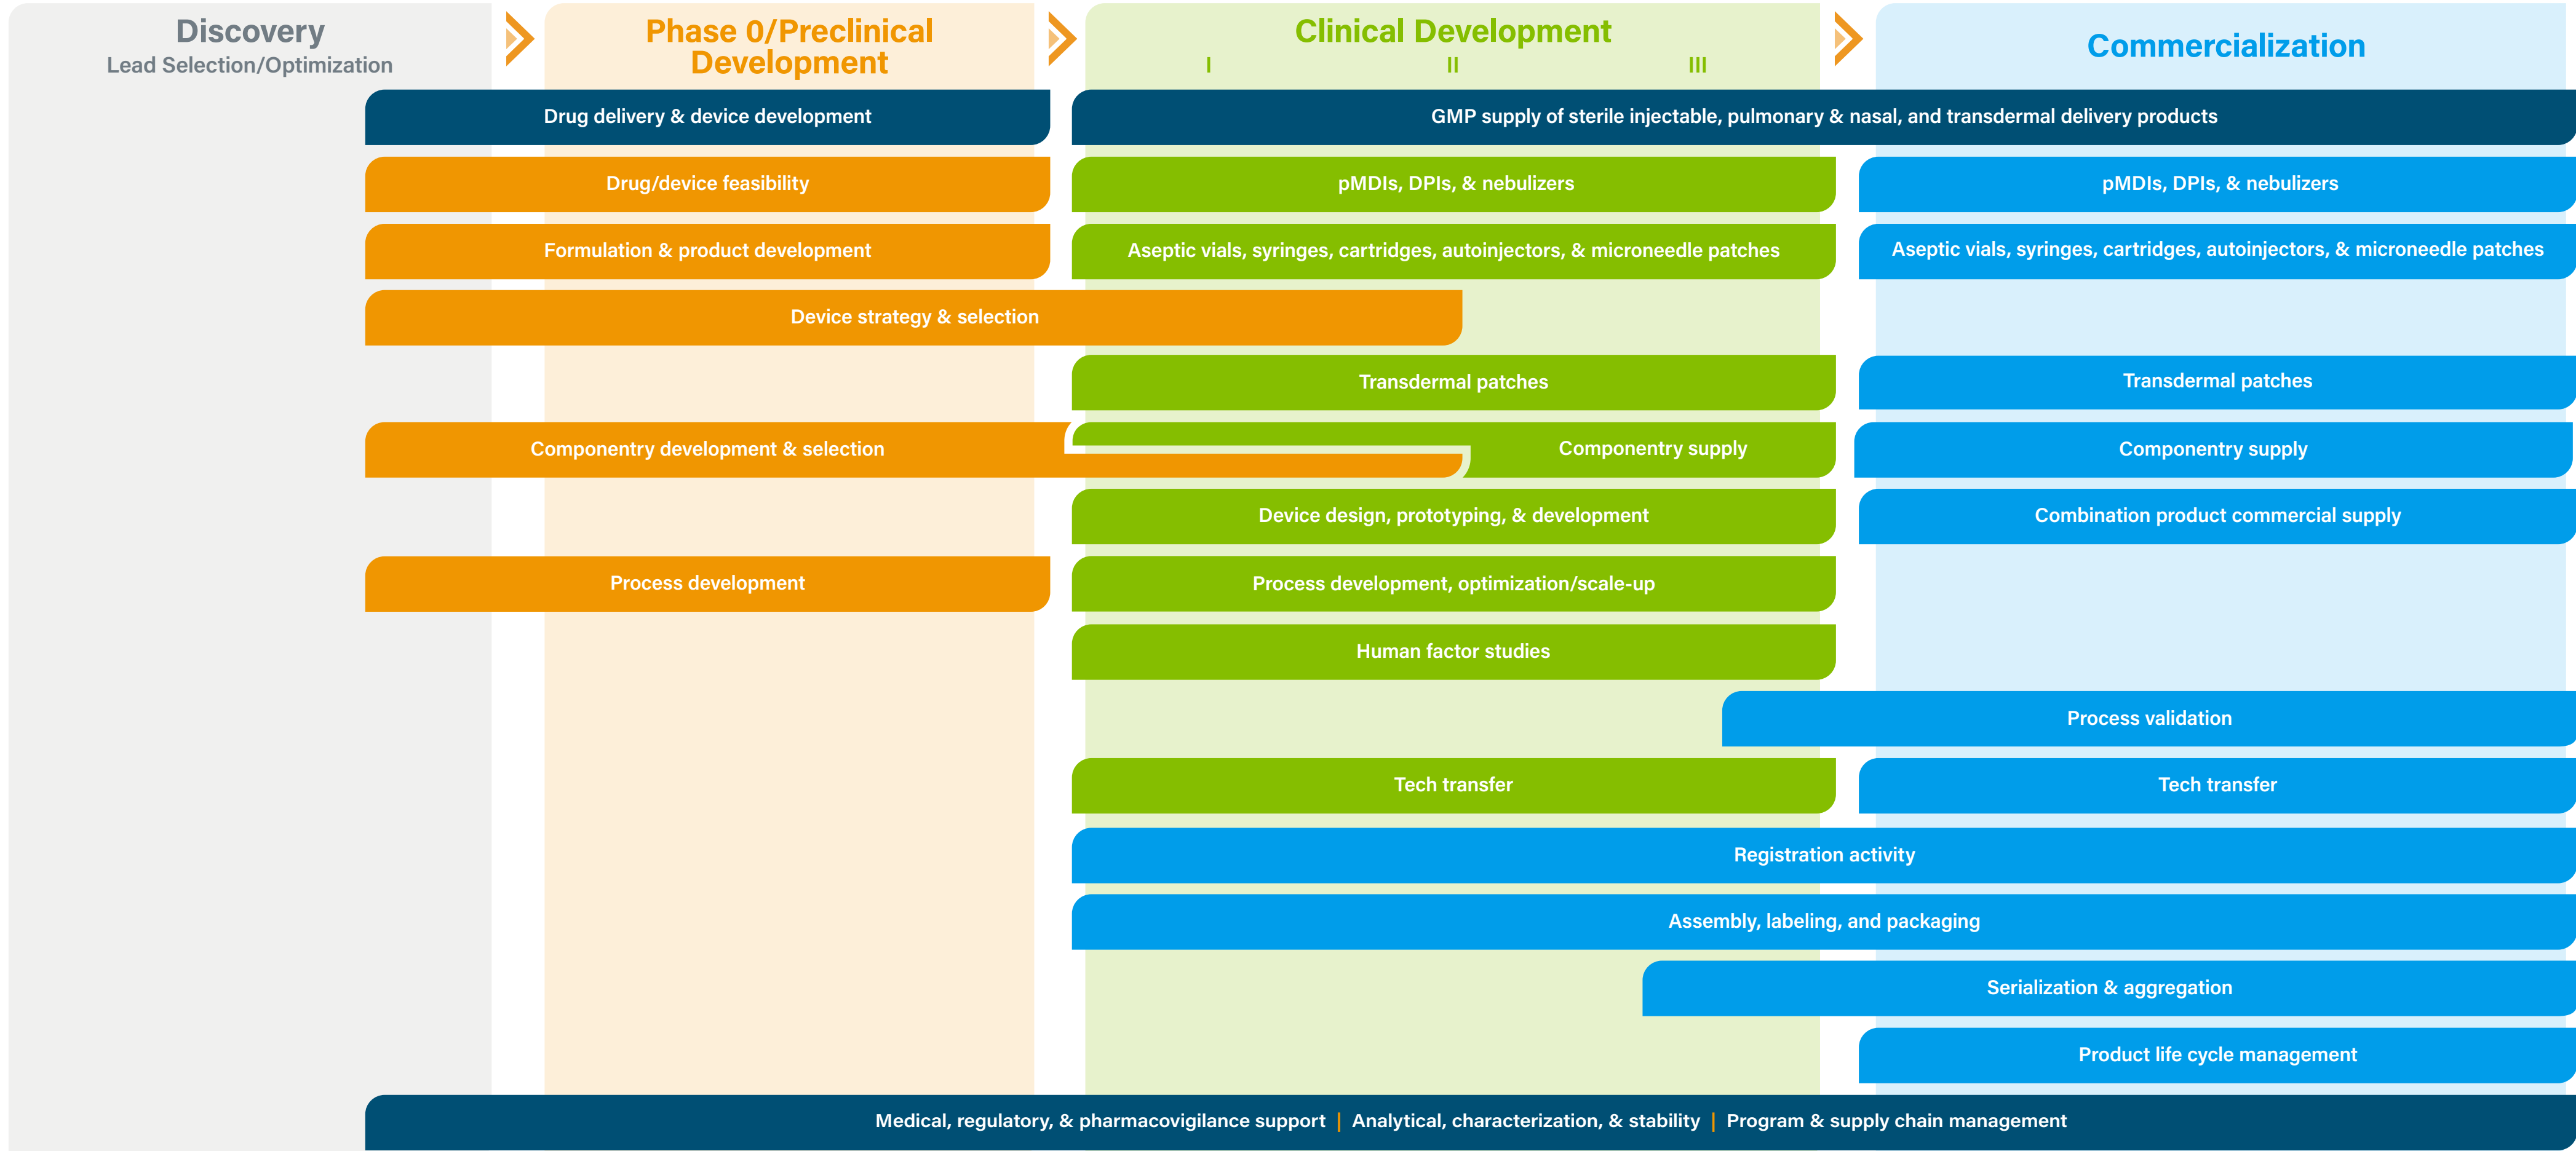 Discovery
Lead Selection/Optimization
Phase 0/Preclinical
Development
Clinical Development
I II III
Commercialization
Drug delivery & device development
GMP supply of sterile injectable, pulmonary & nasal, and transdermal delivery products
Drug/device feasibility
pMDIs, DPIs, & nebulizers
pMDIs, DPIs, & nebulizers
Formulation & product development
Aseptic vials, syringes, cartridges, autoinjectors, & microneedle patches
Aseptic vials, syringes, cartridges, autoinjectors, & microneedle patches
Device strategy & selection
Transdermal patches
Transdermal patches
Componentry development & selection
Componentry supply
Componentry supply
Device design, prototyping, & development
Combination product commercial supply
Process development
Process development, optimization/scale-up
Human factor studies
Process validation
Tech transfer
Tech transfer
Registration activity
Assembly, labeling, and packaging
Serialization & aggregation
Product life cycle management
Medical, regulatory, & pharmacovigilance support | Analytical, characterization, & stability | Program & supply chain management